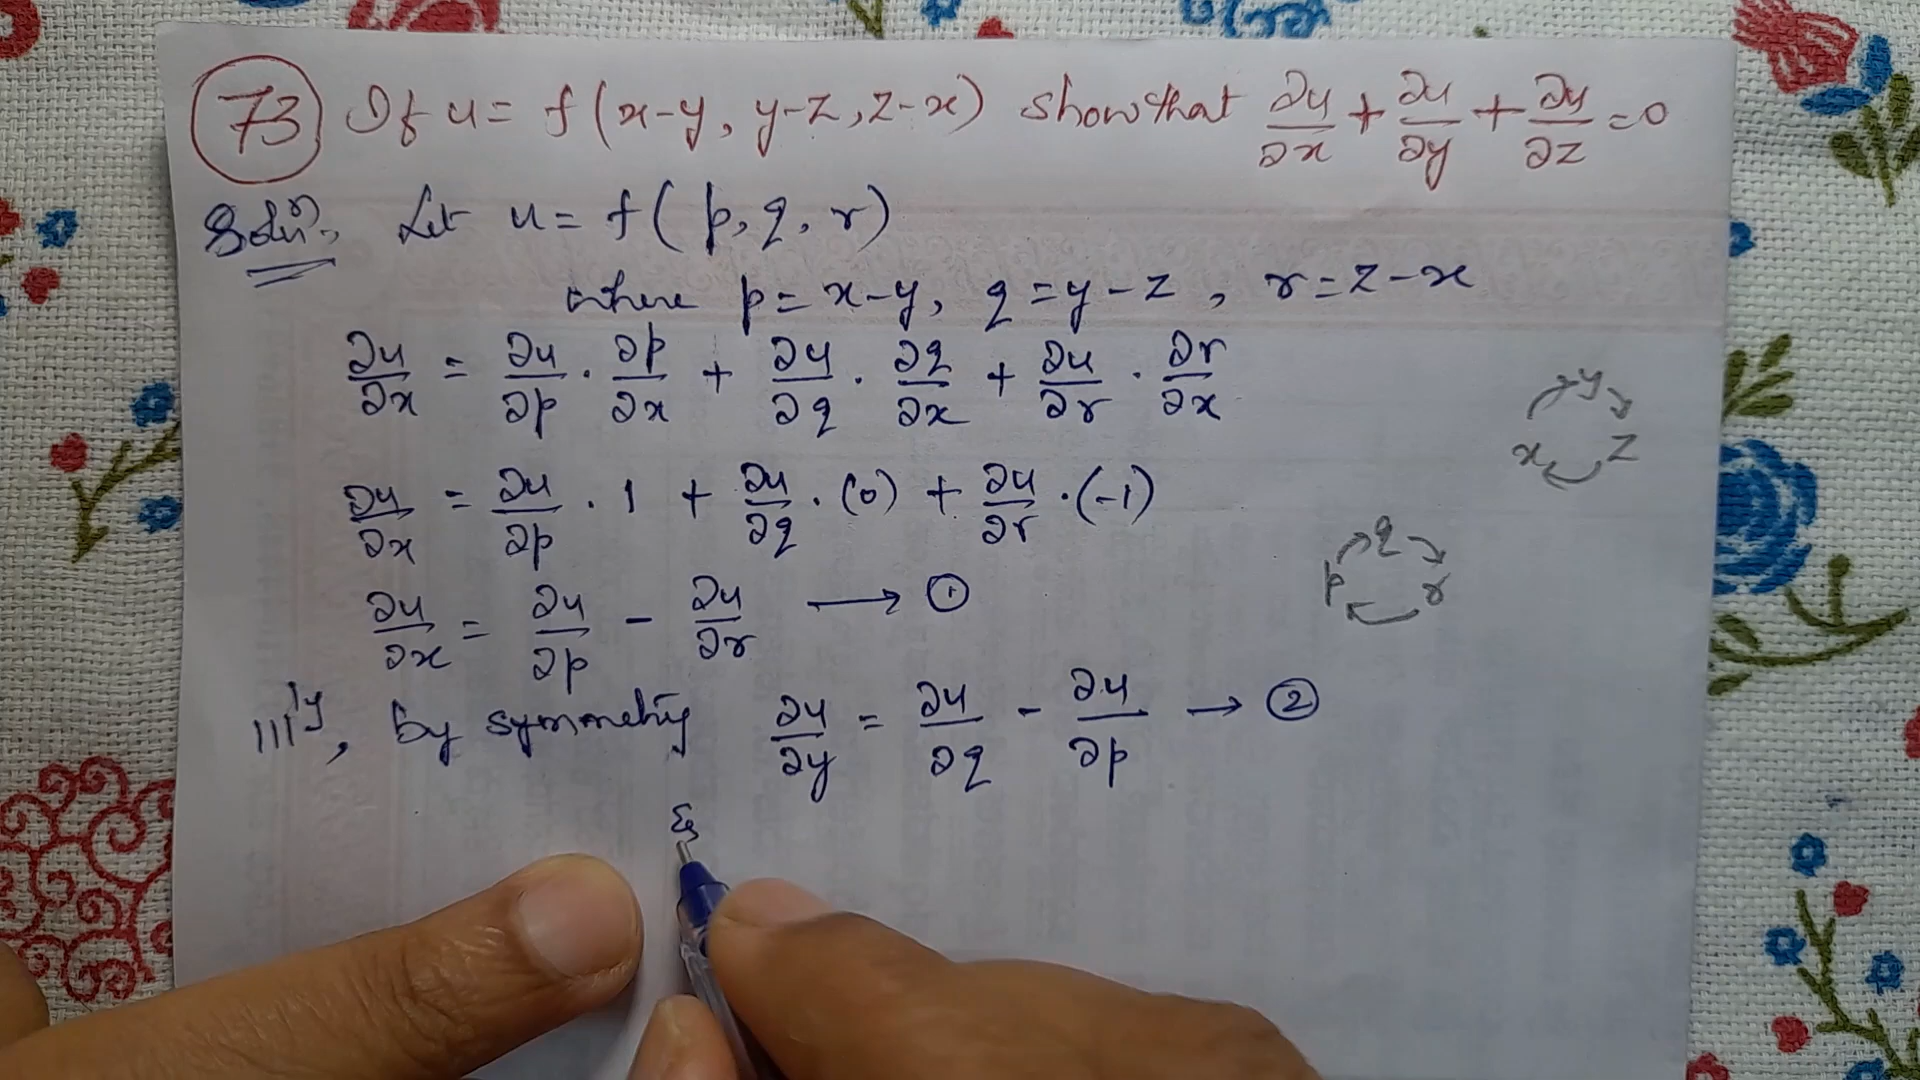 73 If u = f(x-y, y-z, z-x) show that ∂u/∂x + ∂u/∂y + ∂u/∂z = 0
Soln:, Let u = f(p, q, r)
where p = x-y, q = y-z, r = z-x
∂u/∂x = ∂u/∂p · ∂p/∂x + ∂u/∂q · ∂q/∂x + ∂u/∂r · ∂r/∂x
y
x z
∂u/∂x = ∂u/∂p · 1 + ∂u/∂q · (0) + ∂u/∂r · (-1)
q
p r
∂u/∂x = ∂u/∂p - ∂u/∂r → 1
|||ly, by symmetry ∂u/∂y = ∂u/∂q - ∂u/∂p → 2
&